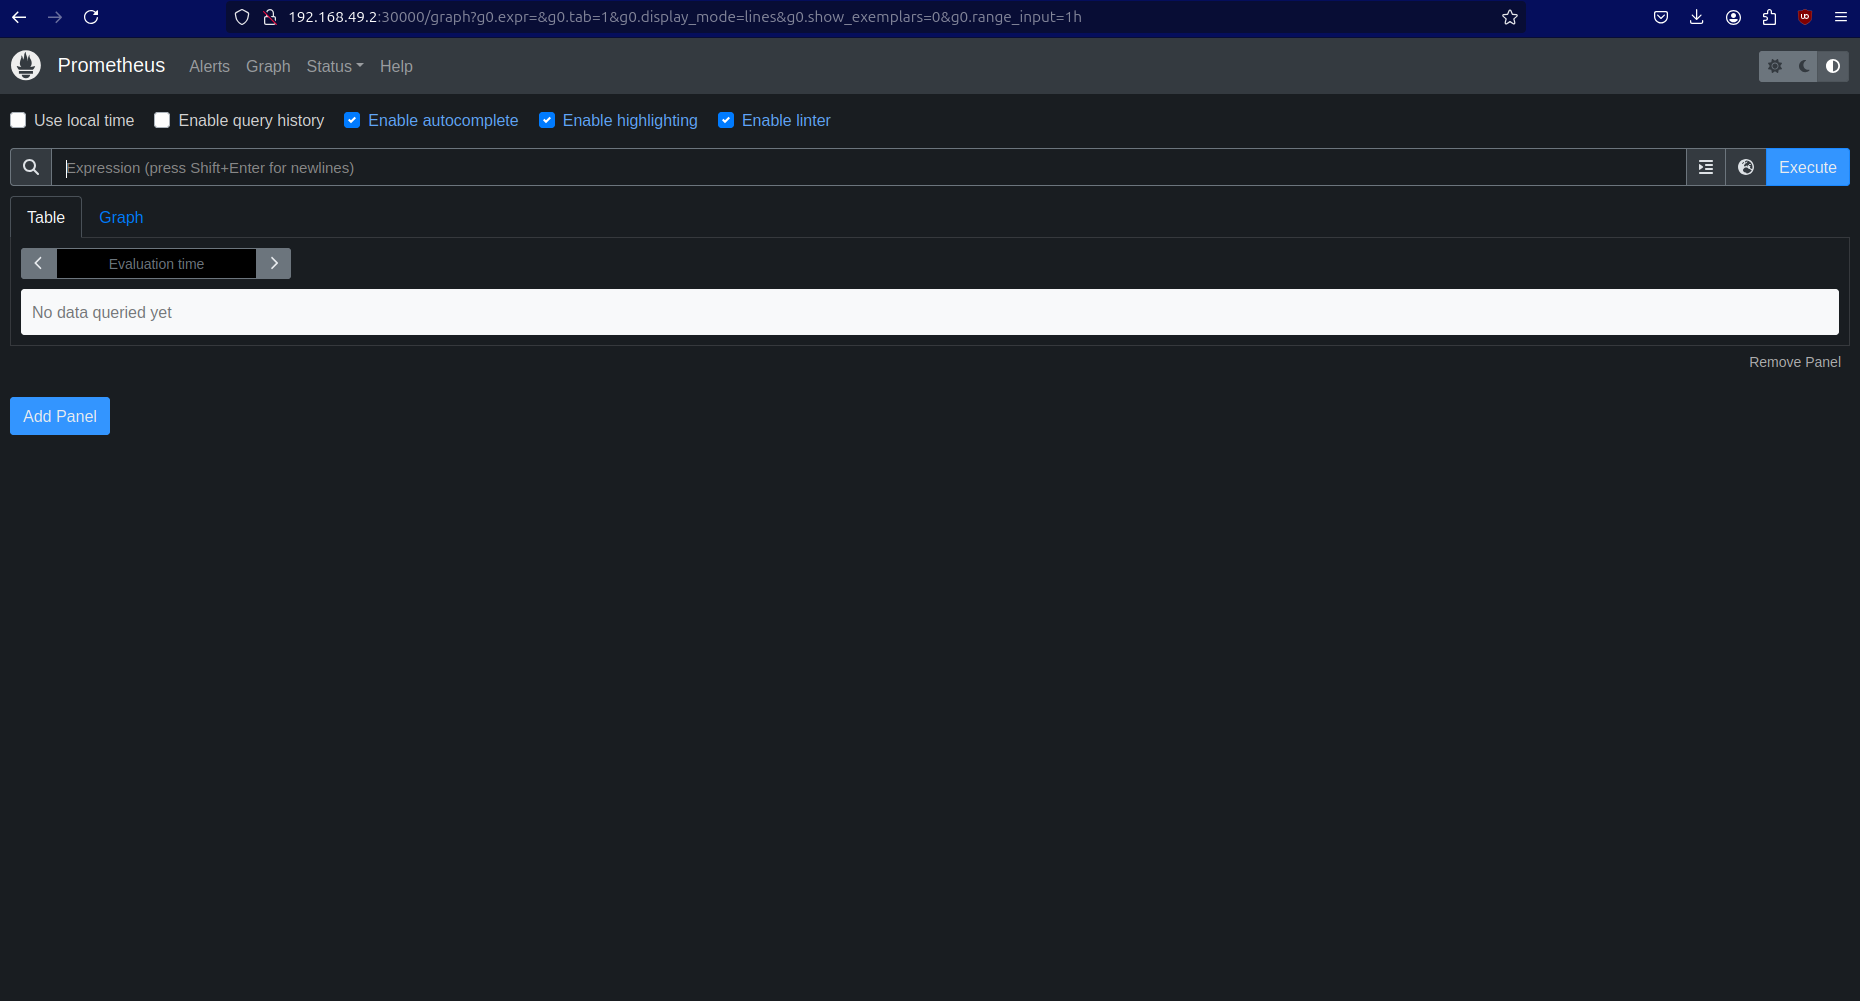 192.168.49.2:30000/graph?g0.expr=&g0.tab=1&g0.display_mode=lines&g0.show_exemplars=0&g0.range_input=1h
Prometheus Alerts Graph Status Help
Use local time Enable query history Enable autocomplete Enable highlighting Enable linter
Expression (press Shift+Enter for newlines) Execute
Table Graph
Evaluation time
No data queried yet
Remove Panel
Add Panel